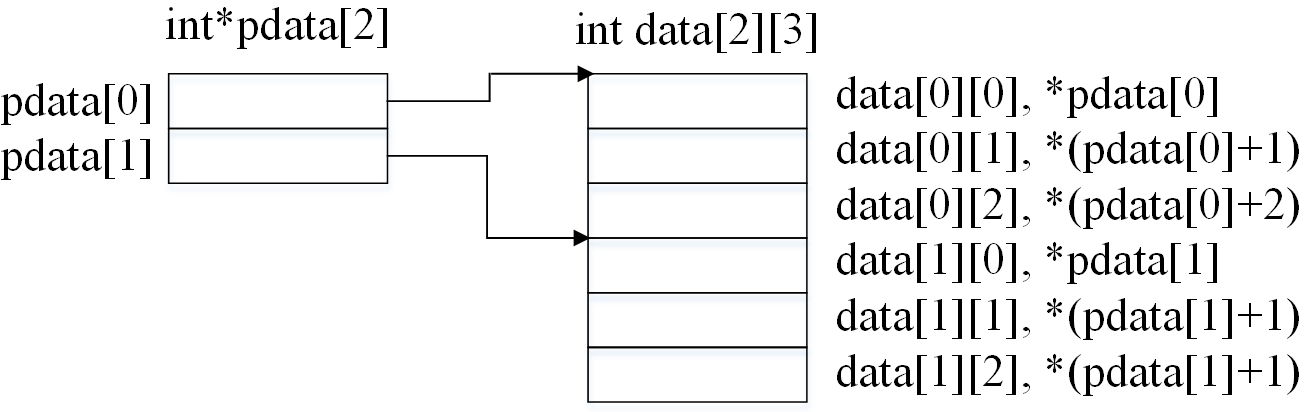 int*pdata[2]
int data[2][3]
pdata[0]
pdata[1]
data[0][0], *pdata[0]
data[0][1], *(pdata[0]+1)
data[0][2], *(pdata[0]+2)
data[1][0], *pdata[1]
data[1][1], *(pdata[1]+1)
data[1][2], *(pdata[1]+1)